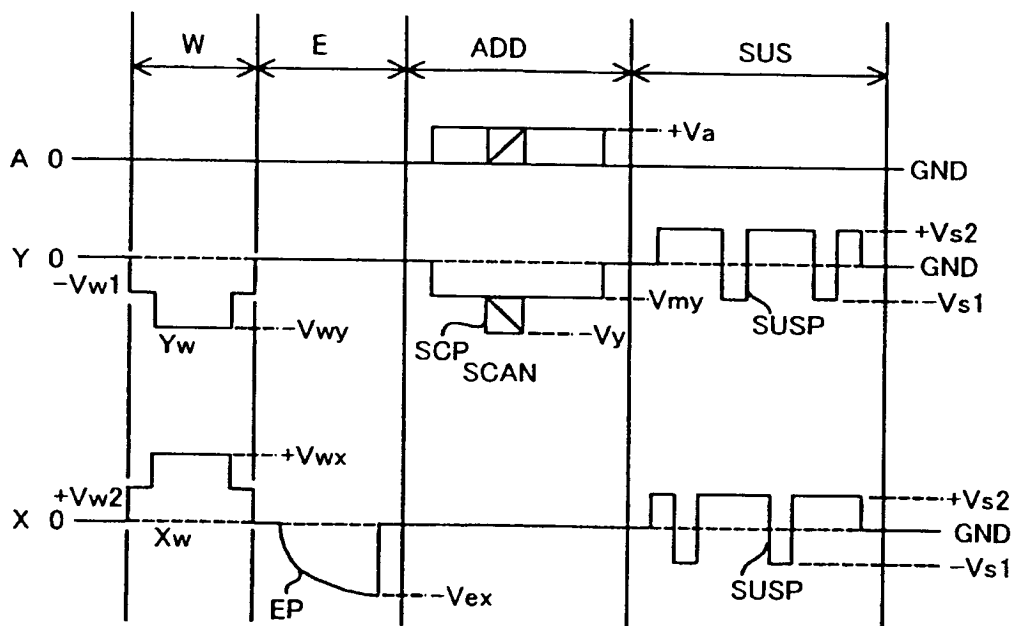 W E ADD SUS
+Va
A 0 GND
+Vs2
Y 0 GND
-Vw1 Vmy -Vs1
-Vwy SUSP
Yw SCP -Vy
SCAN
+Vwx
+Vw2 +Vs2
X 0 GND
Xw -Vs1
EP -Vex SUSP